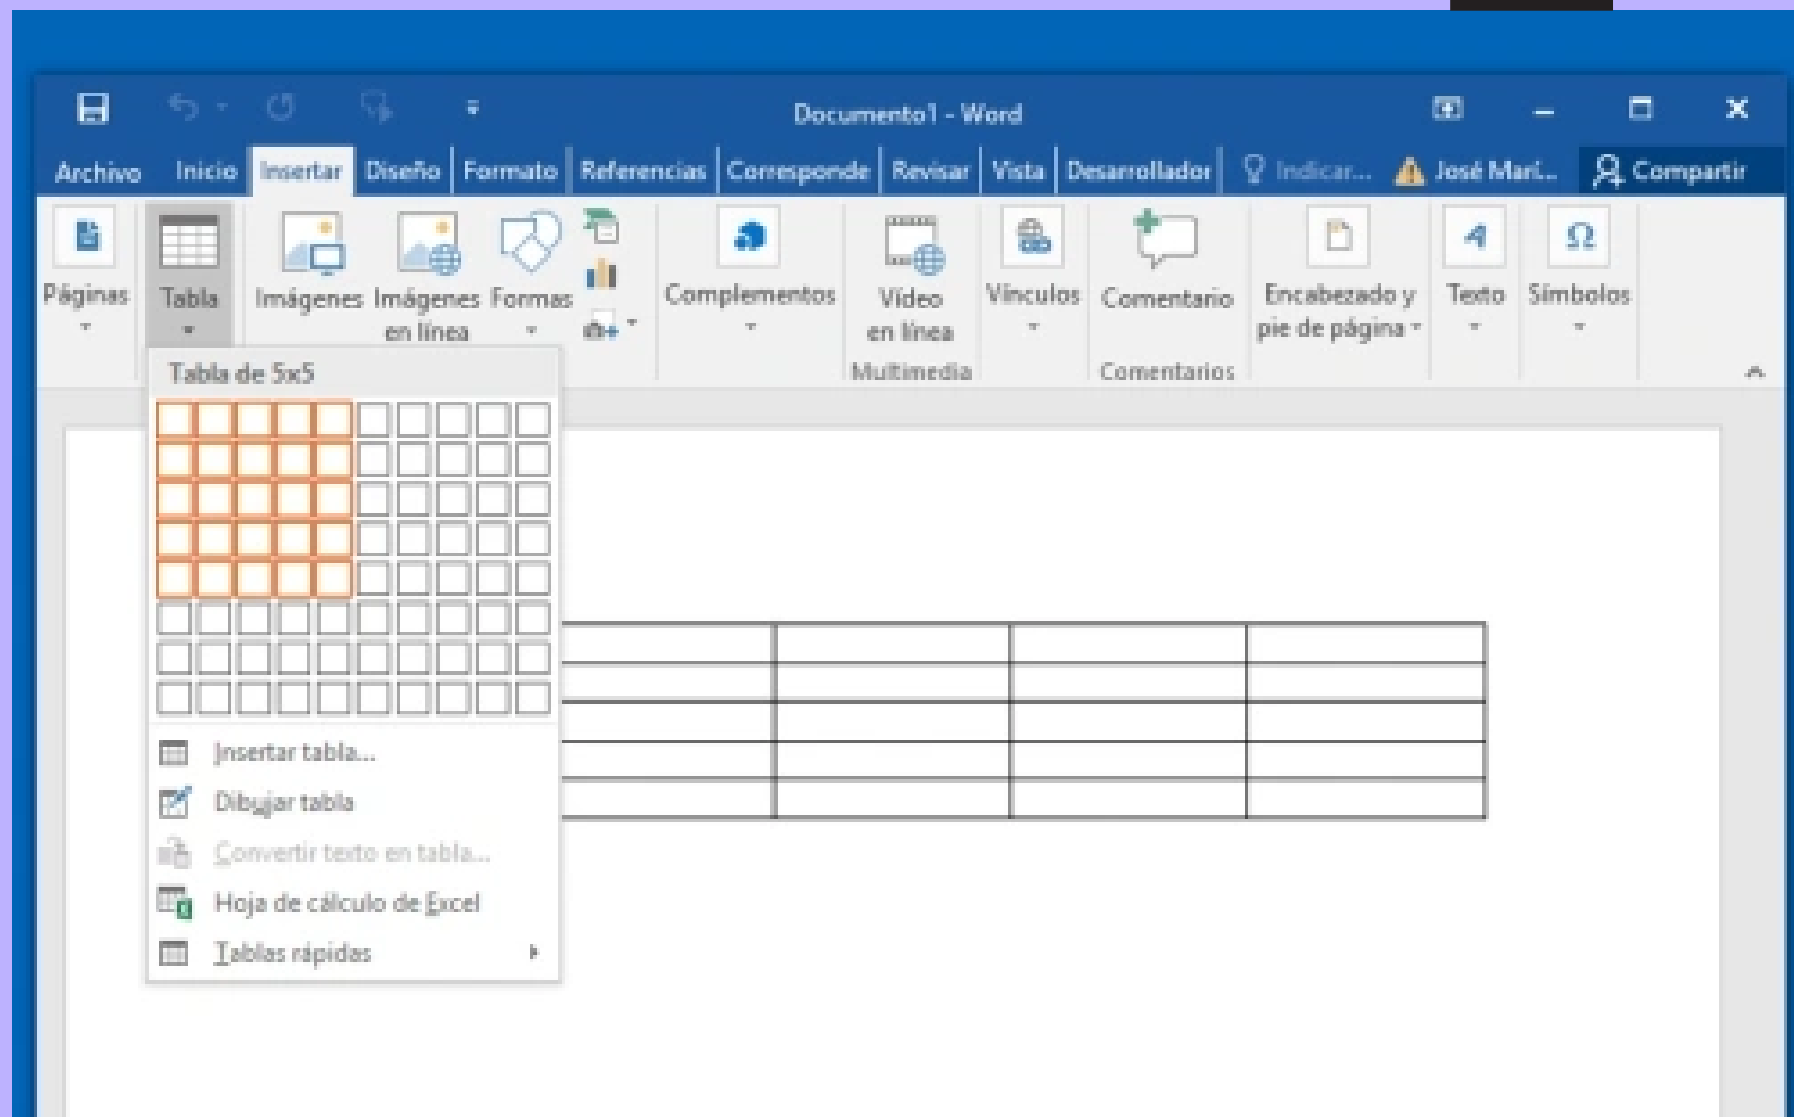 Documento1 - Word
Archivo Inicio Insertar Diseño Formato Referencias Corresponde Revisar Vista Desarrollador Indicar... José Marí... Compartir
Páginas Tabla Imágenes Imágenes Formas Complementos Vídeo Vínculos Comentario Encabezado y Texto Símbolos
en línea en línea pie de página
Multimedia Comentarios
Tabla de 5x5
Insertar tabla...
Dibujar tabla
Convertir texto en tabla...
Hoja de cálculo de Excel
Tablas rápidas